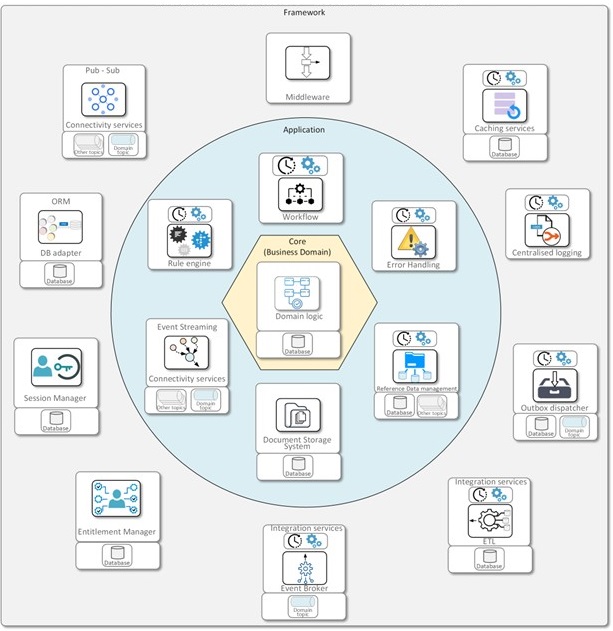 Framework
Middleware
Pub - Sub
Connectivity services
Other topics
Domain
topic
Caching services
Database
Application
Workflow
ORM
DB adapter
Database
Rule engine
Error Handling
Centralised logging
Core
(Business Domain)
Domain logic
Database
Event Streaming
Connectivity services
Other topics
Domain
topic
Reference Data management
Database
Other topics
Session Manager
Database
Outbox dispatcher
Database
Domain
topic
Document Storage
System
Database
Entitlement Manager
Database
Integration services
ETL
Database
Integration services
Event Broker
Domain
topic